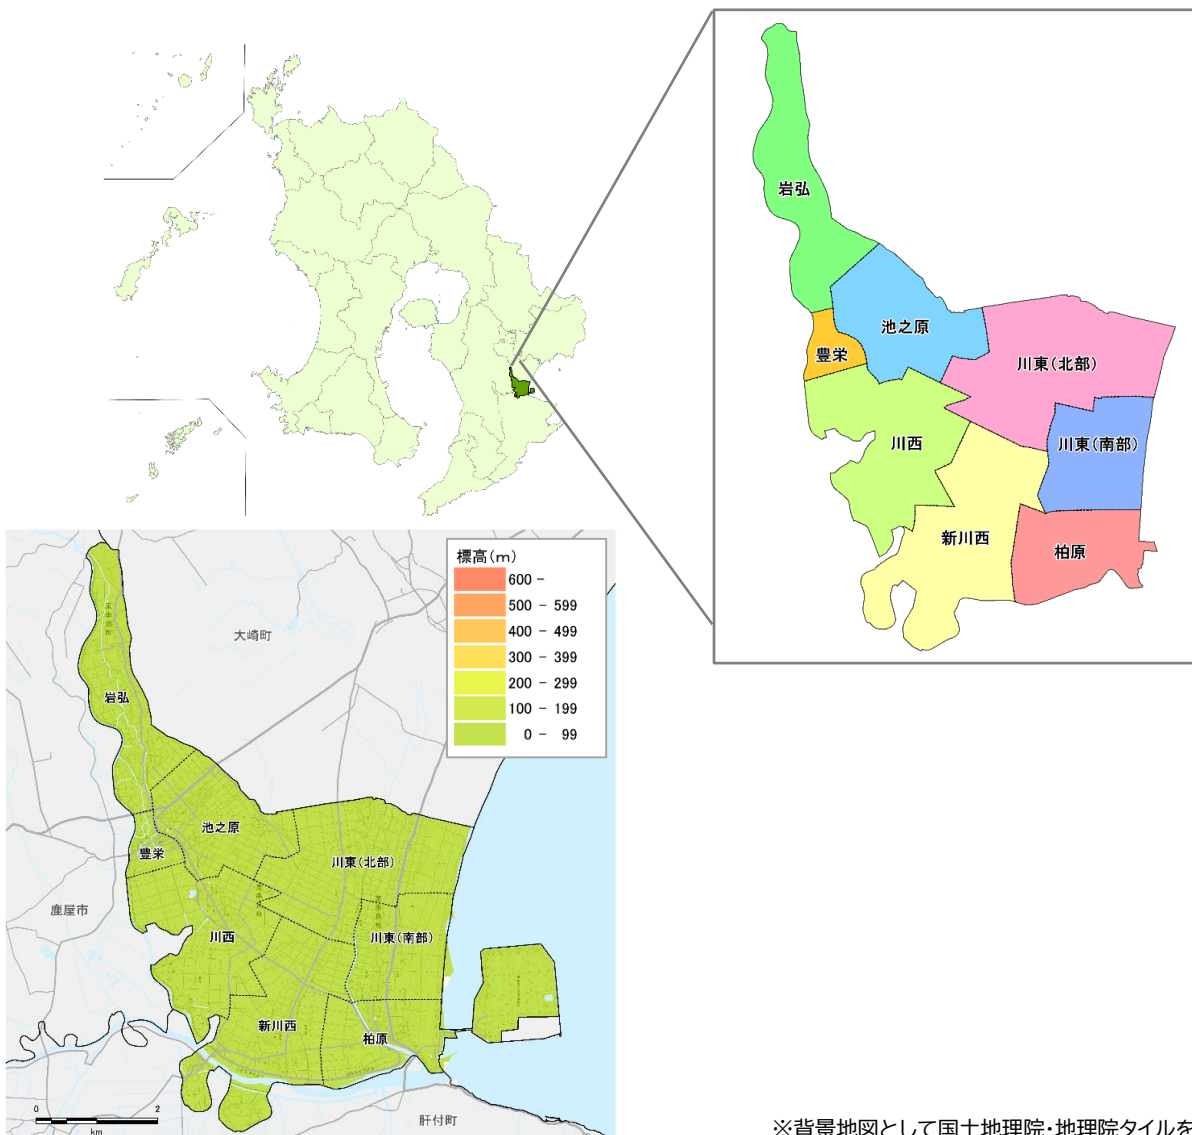 岩弘
池之原
豊栄
川東(北部)
川西
川東(南部)
新川西
柏原
標高(m)
600 -
500 - 599
400 - 499
300 - 399
200 - 299
100 - 199
0 - 99
大崎町
岩弘
池之原
豊栄
川東(北部)
鹿屋市
川西
川東(南部)
新川西
柏原
0 2
km
肝付町
※背景地図として国土地理院・地理院タイルを